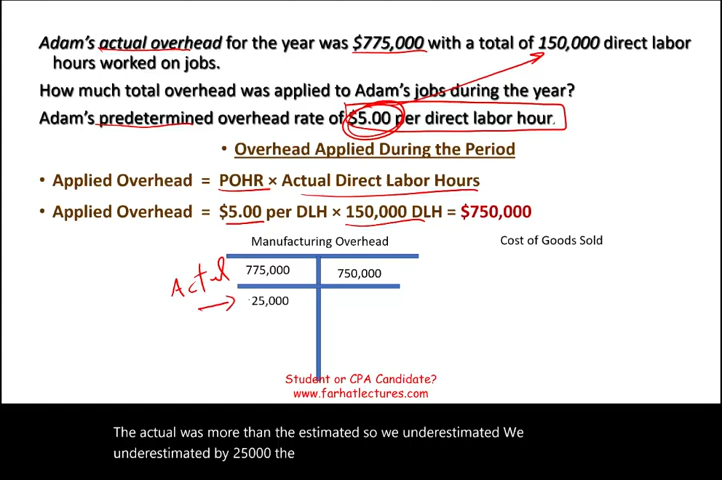 Adam's actual overhead for the year was $775,000 with a total of 150,000 direct labor
hours worked on jobs.
How much total overhead was applied to Adam's jobs during the year?
Adam's predetermined overhead rate of $5.00 per direct labor hour.
• Overhead Applied During the Period
• Applied Overhead = POHR × Actual Direct Labor Hours
• Applied Overhead = $5.00 per DLH × 150,000 DLH = $750,000
Manufacturing Overhead Cost of Goods Sold
Actul 775,000 750,000
25,000
Student or CPA Candidate?
www.farhatlectures.com
The actual was more than the estimated so we underestimated We
underestimated by 25000 the